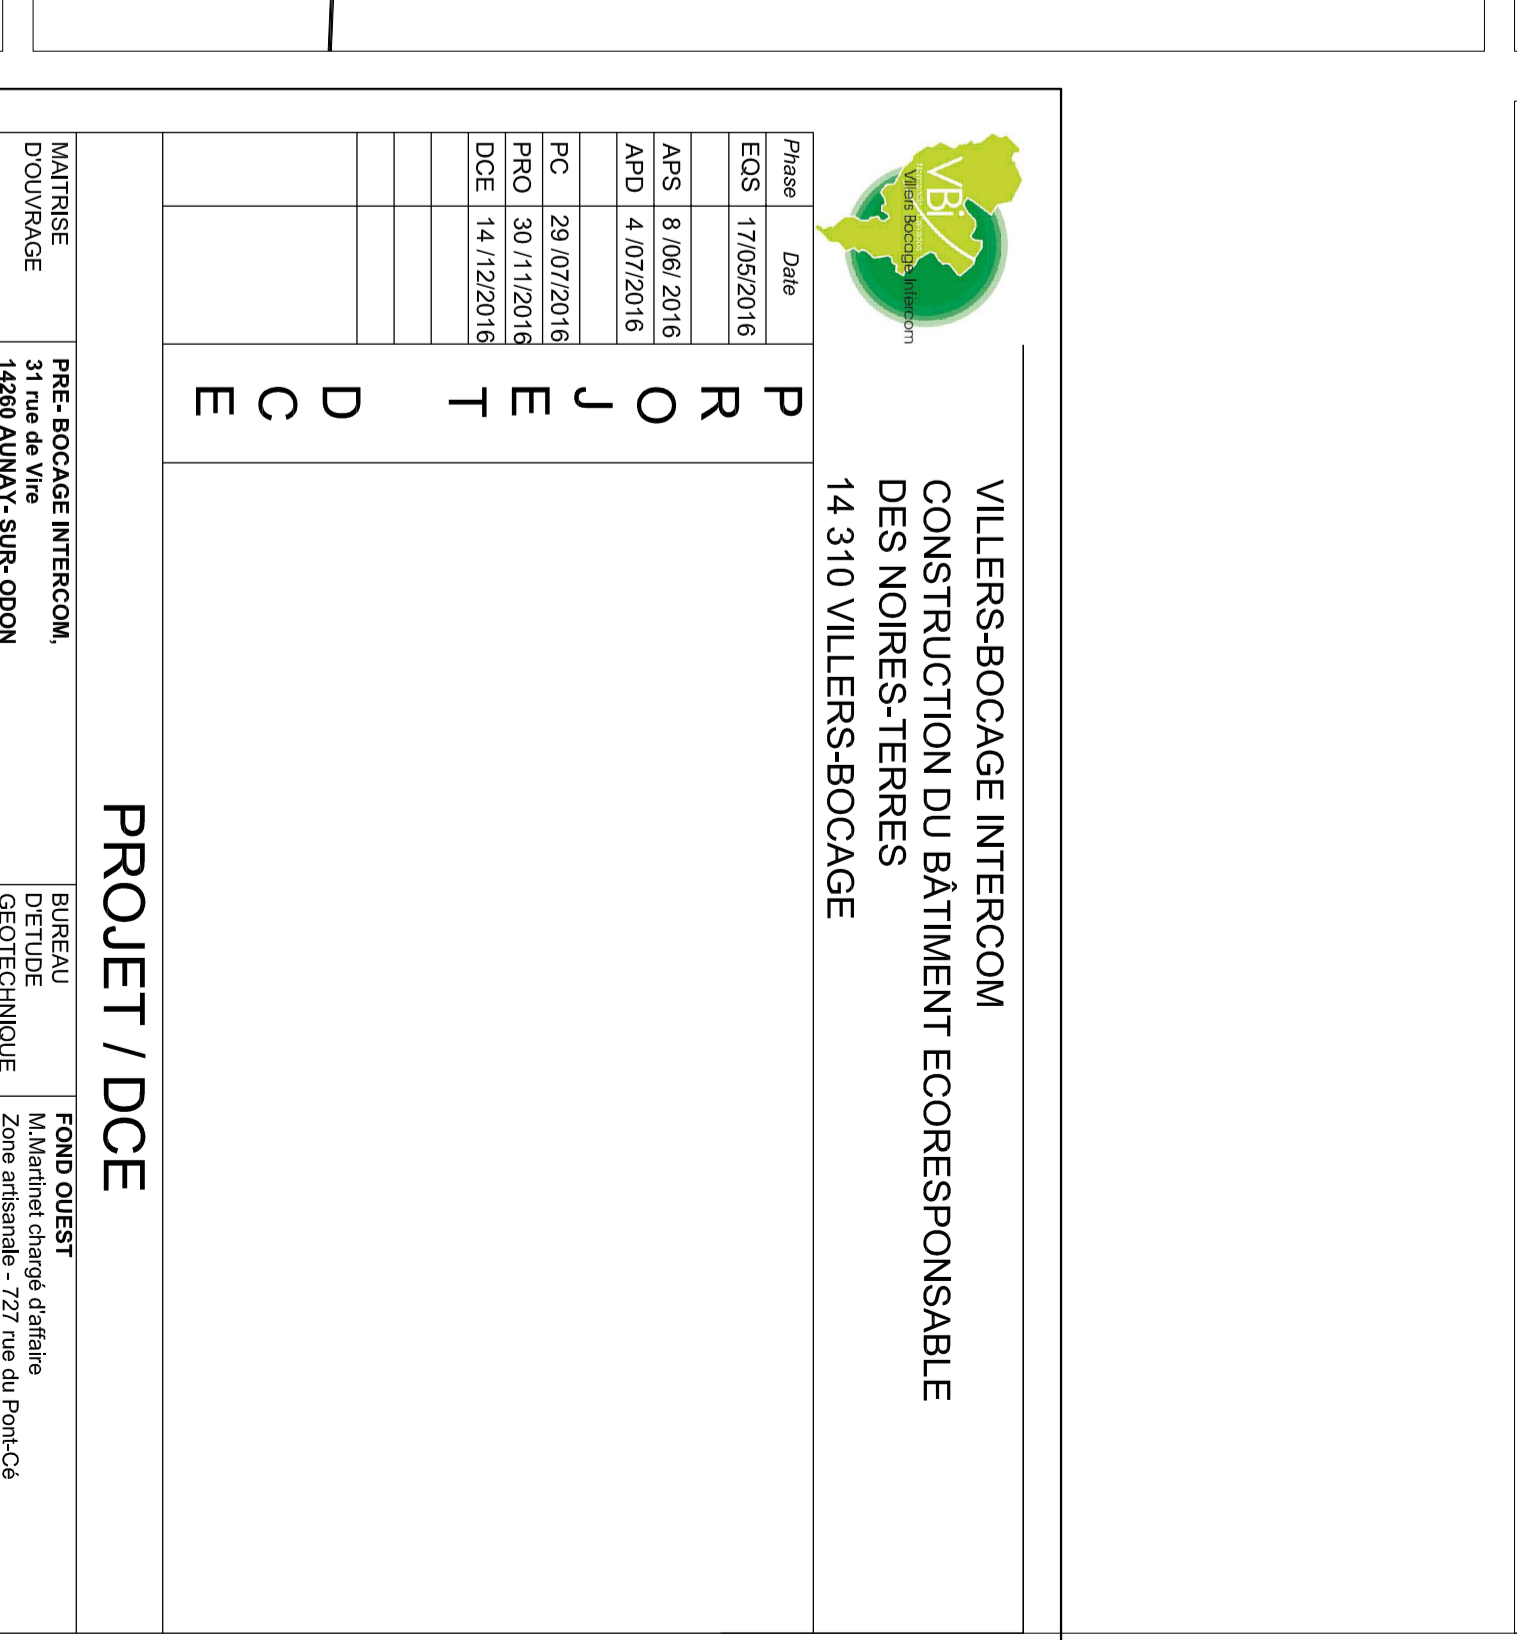 VBi
Villers Bocage Intercom
VILLERS-BOCAGE INTERCOM
CONSTRUCTION DU BÂTIMENT ECORESPONSABLE
DES NOIRES-TERRES
14 310 VILLERS-BOCAGE
Phase Date
EQS 17/05/2016
APS 8 /06/ 2016
APD 4 /07/2016
PC 29 /07/2016
PRO 30 /11/2016
DCE 14 /12/2016
P
R
O
J
E
T
D
C
E
PROJET / DCE
MAITRISE
D'OUVRAGE
PRE- BOCAGE INTERCOM,
31 rue de Vire
14260 AUNAY- SUR- ODON
BUREAU
D'ETUDE
GEOTECHNIQUE
FOND OUEST
M.Martinet chargé d'affaire
Zone artisanale - 727 rue du Pont-Cé